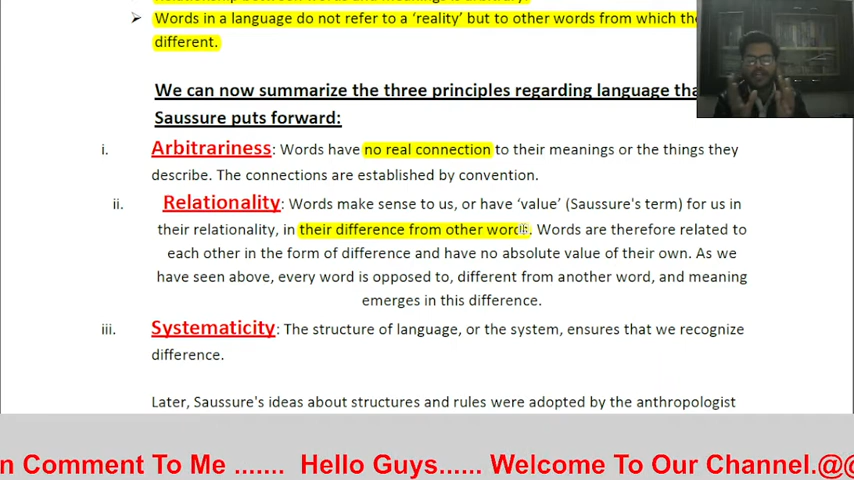 Relationship between words and meanings is arbitrary.
➢ Words in a language do not refer to a ‘reality’ but to other words from which
different.
We can now summarize the three principles regarding language
Saussure puts forward:
i. Arbitrariness: Words have no real connection to their meanings or the things they
describe. The connections are established by convention.
ii. Relationality: Words make sense to us, or have ‘value’ (Saussure's term) for us in
their relationality, in their difference from other words. Words are therefore related to
each other in the form of difference and have no absolute value of their own. As we
have seen above, every word is opposed to, different from another word, and meaning
emerges in this difference.
iii. Systematicity: The structure of language, or the system, ensures that we recognize
difference.
Later, Saussure's ideas about structures and rules were adopted by the anthropologist
n Comment To Me ....... Hello Guys...... Welcome To Our Channel.@